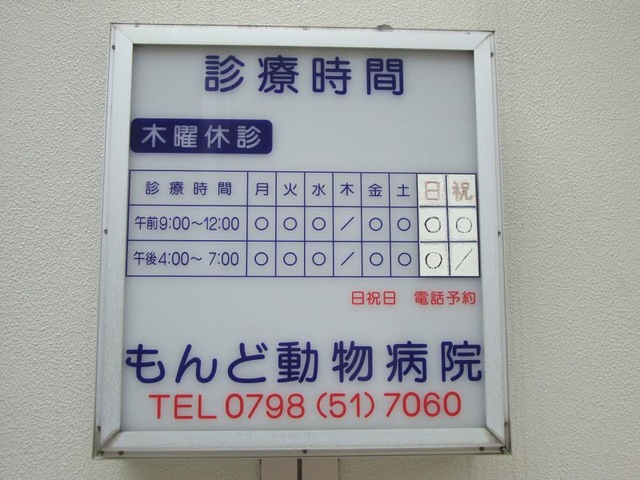 診療時間
木曜休診
診療時間 月 火 水 木 金 土 日 祝
午前9:00〜12:00 ○ ○ ○ / ○ ○ ○ ○
午後4:00〜 7:00 ○ ○ ○ / ○ ○ ○ /
日祝日 電話予約
もんど動物病院
TEL 0798 (51) 7060